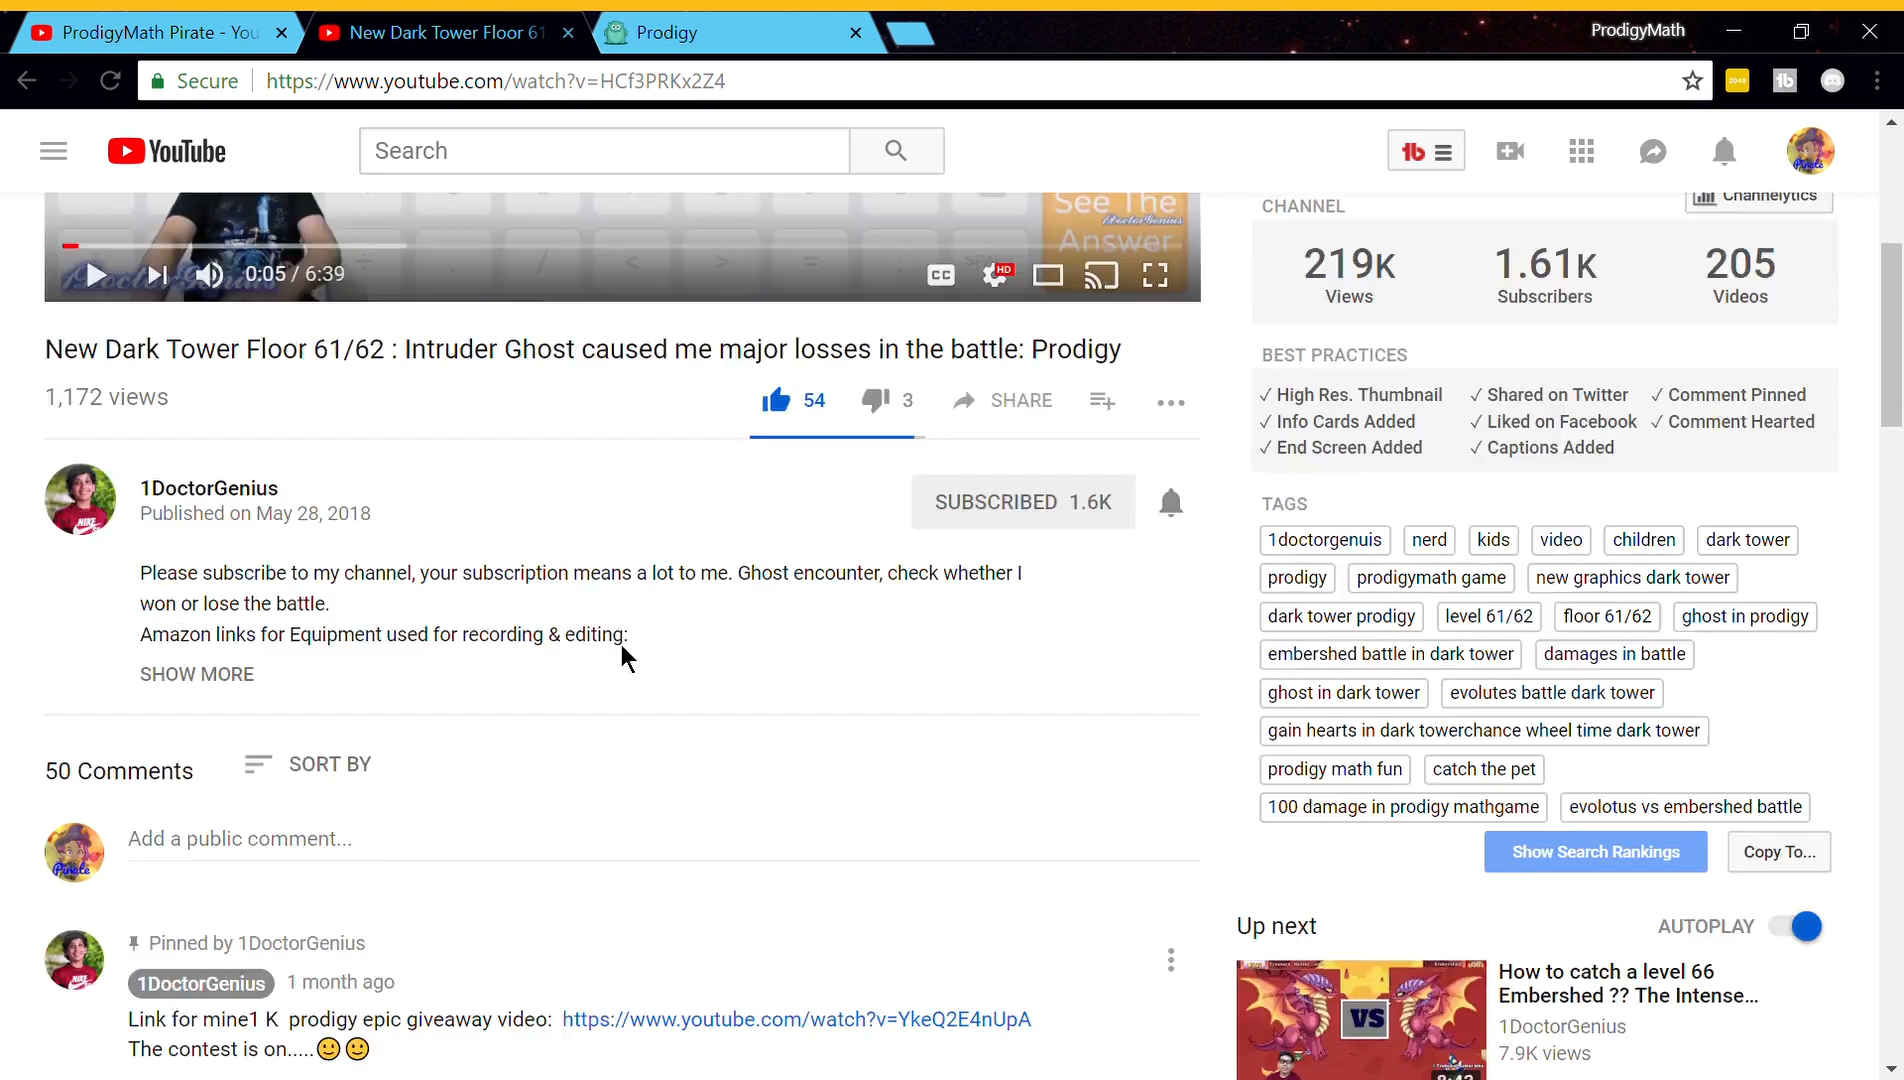 ProdigyMath Pirate - You
New Dark Tower Floor 61
Prodigy
ProdigyMath
Secure
https://www.youtube.com/watch?v=HCf3PRKx2Z4
2048
YouTube
Search
See The
1DoctorGenius
Answer
0:05 / 6:39
CC
HD
1DoctorGenius
New Dark Tower Floor 61/62 : Intruder Ghost caused me major losses in the battle: Prodigy
1,172 views
54
3
SHARE
1DoctorGenius
Published on May 28, 2018
SUBSCRIBED 1.6K
Please subscribe to my channel, your subscription means a lot to me. Ghost encounter, check whether I
won or lose the battle.
Amazon links for Equipment used for recording & editing:
SHOW MORE
50 Comments
SORT BY
Pirate
Add a public comment...
Pinned by 1DoctorGenius
1DoctorGenius
1 month ago
Link for mine1 K prodigy epic giveaway video: https://www.youtube.com/watch?v=YkeQ2E4nUpA
The contest is on.....🙂🙂
Pirate
CHANNEL
Channelytics
219K
Views
1.61K
Subscribers
205
Videos
BEST PRACTICES
✓ High Res. Thumbnail
✓ Shared on Twitter
✓ Comment Pinned
✓ Info Cards Added
✓ Liked on Facebook
✓ Comment Hearted
✓ End Screen Added
✓ Captions Added
TAGS
1doctorgenuis
nerd
kids
video
children
dark tower
prodigy
prodigymath game
new graphics dark tower
dark tower prodigy
level 61/62
floor 61/62
ghost in prodigy
embershed battle in dark tower
damages in battle
ghost in dark tower
evolutes battle dark tower
gain hearts in dark towerchance wheel time dark tower
prodigy math fun
catch the pet
100 damage in prodigy mathgame
evolotus vs embershed battle
Show Search Rankings
Copy To...
Up next
AUTOPLAY
VS
How to catch a level 66
Embershed ?? The Intense...
1DoctorGenius
7.9K views